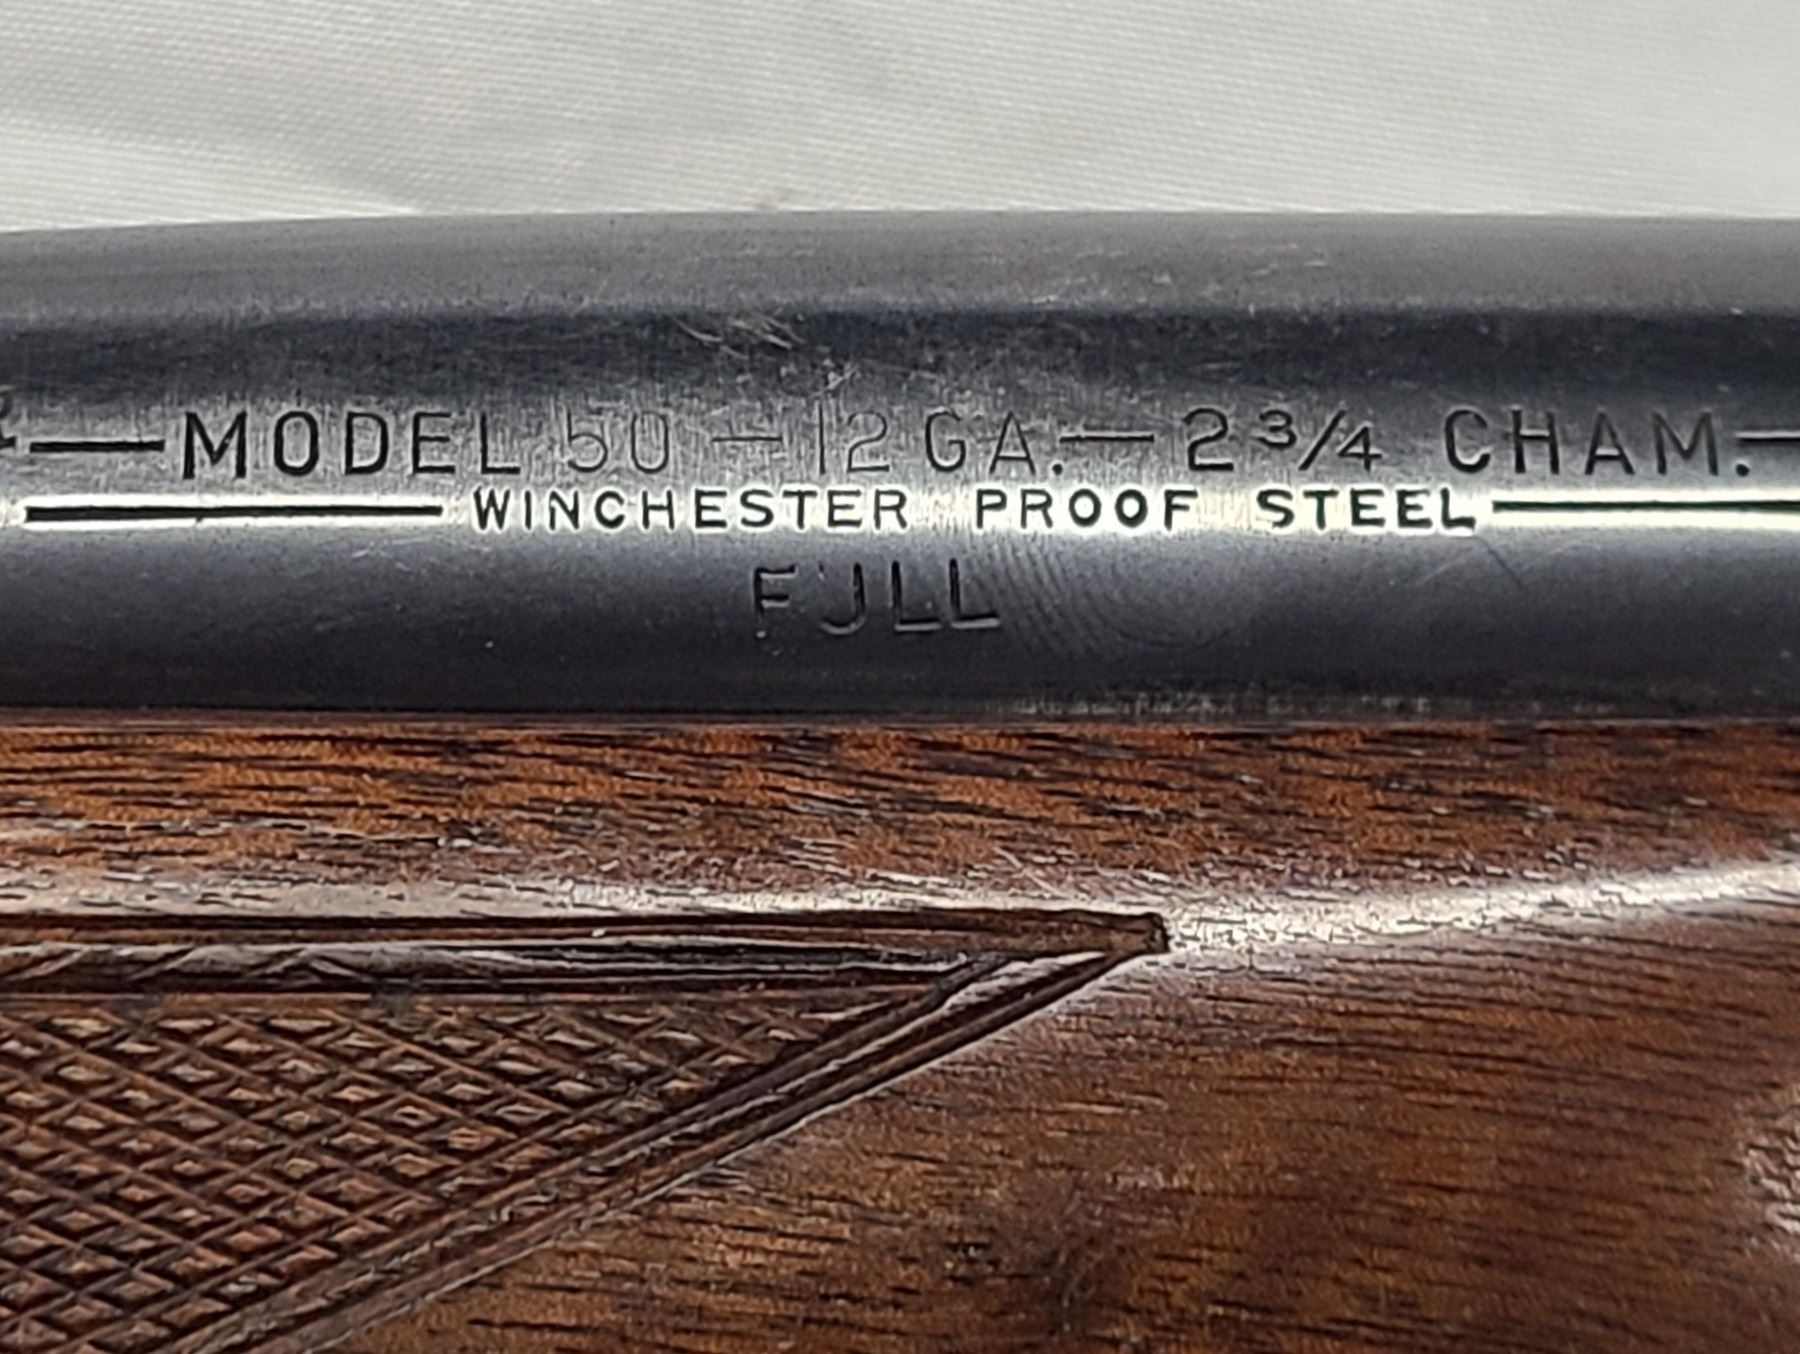 — MODEL 50 — 12 GA. — 2 3/4 CHAM. —
— WINCHESTER PROOF STEEL —
FULL